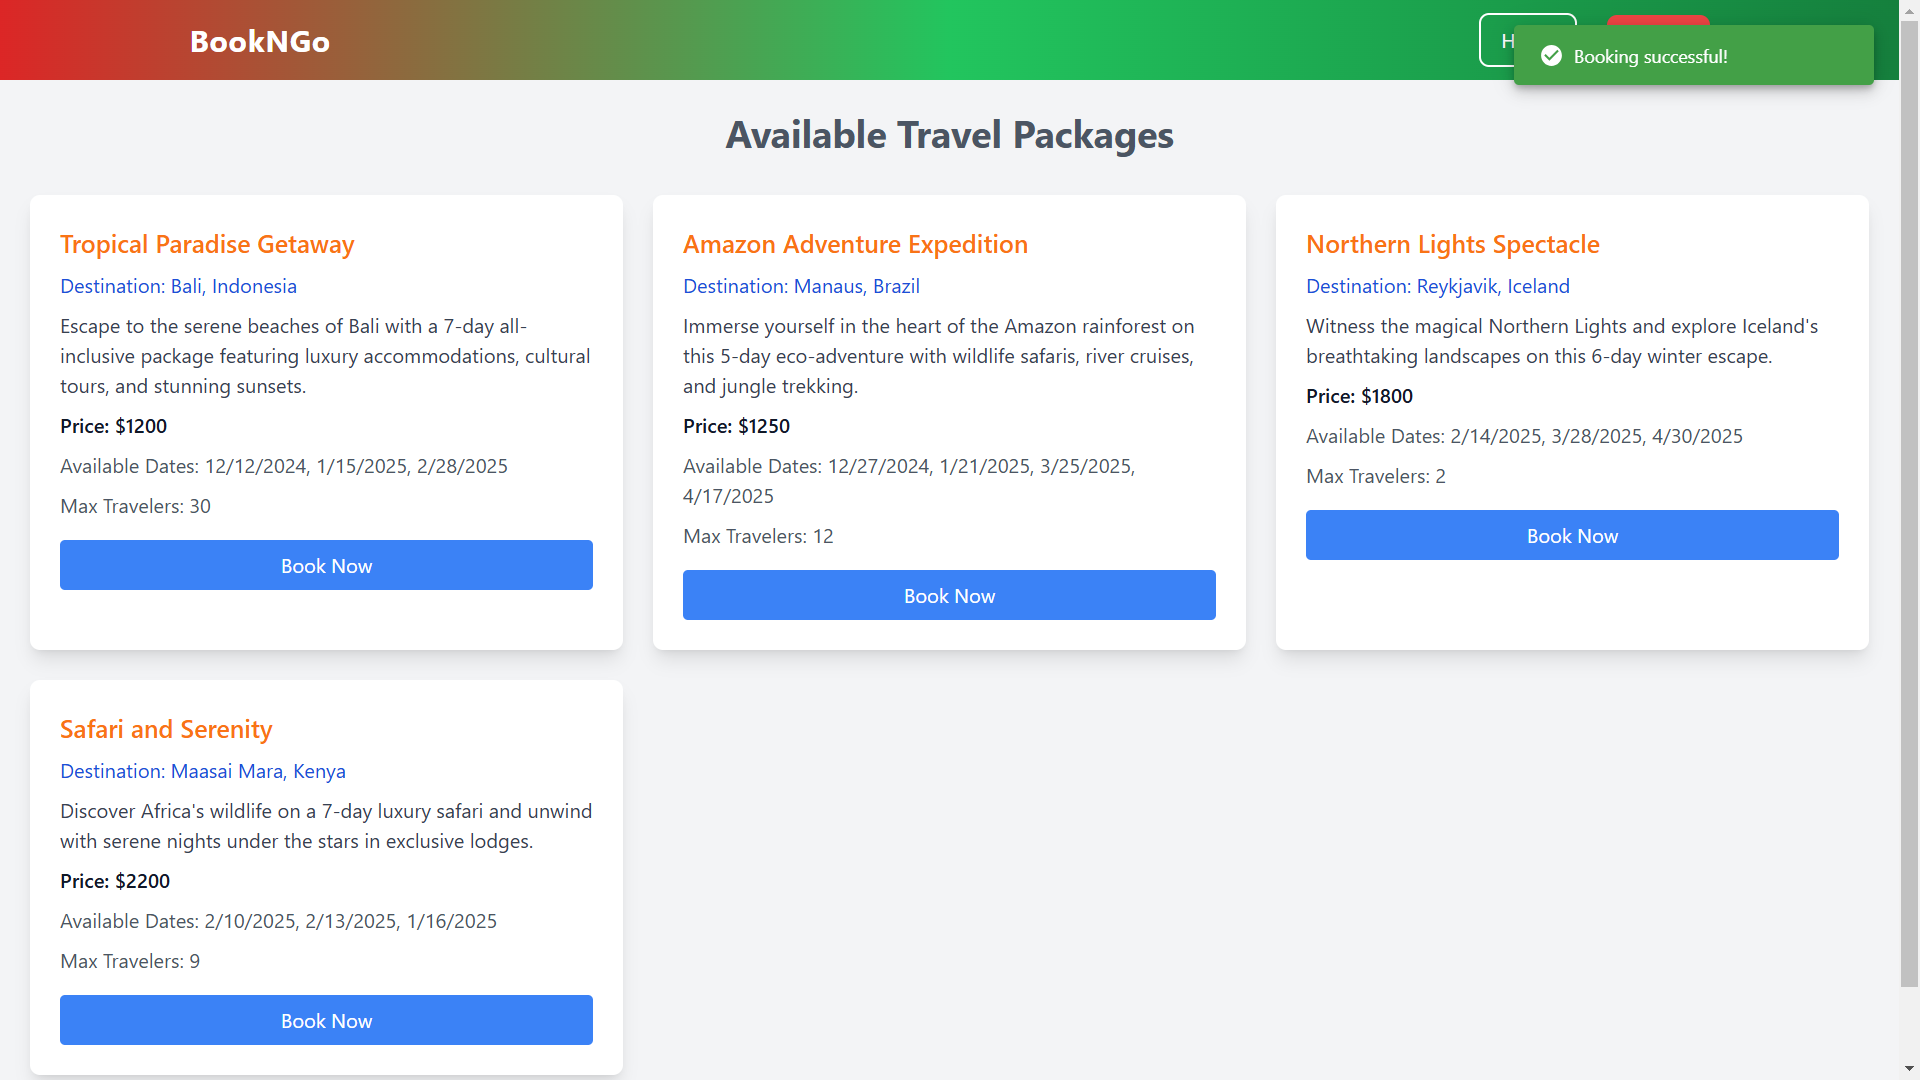 BookNGo
Booking successful!
Available Travel Packages
Tropical Paradise Getaway
Destination: Bali, Indonesia
Escape to the serene beaches of Bali with a 7-day all-
inclusive package featuring luxury accommodations, cultural
tours, and stunning sunsets.
Price: $1200
Available Dates: 12/12/2024, 1/15/2025, 2/28/2025
Max Travelers: 30
Book Now
Amazon Adventure Expedition
Destination: Manaus, Brazil
Immerse yourself in the heart of the Amazon rainforest on
this 5-day eco-adventure with wildlife safaris, river cruises,
and jungle trekking.
Price: $1250
Available Dates: 12/27/2024, 1/21/2025, 3/25/2025,
4/17/2025
Max Travelers: 12
Book Now
Northern Lights Spectacle
Destination: Reykjavik, Iceland
Witness the magical Northern Lights and explore Iceland's
breathtaking landscapes on this 6-day winter escape.
Price: $1800
Available Dates: 2/14/2025, 3/28/2025, 4/30/2025
Max Travelers: 2
Book Now
Safari and Serenity
Destination: Maasai Mara, Kenya
Discover Africa's wildlife on a 7-day luxury safari and unwind
with serene nights under the stars in exclusive lodges.
Price: $2200
Available Dates: 2/10/2025, 2/13/2025, 1/16/2025
Max Travelers: 9
Book Now